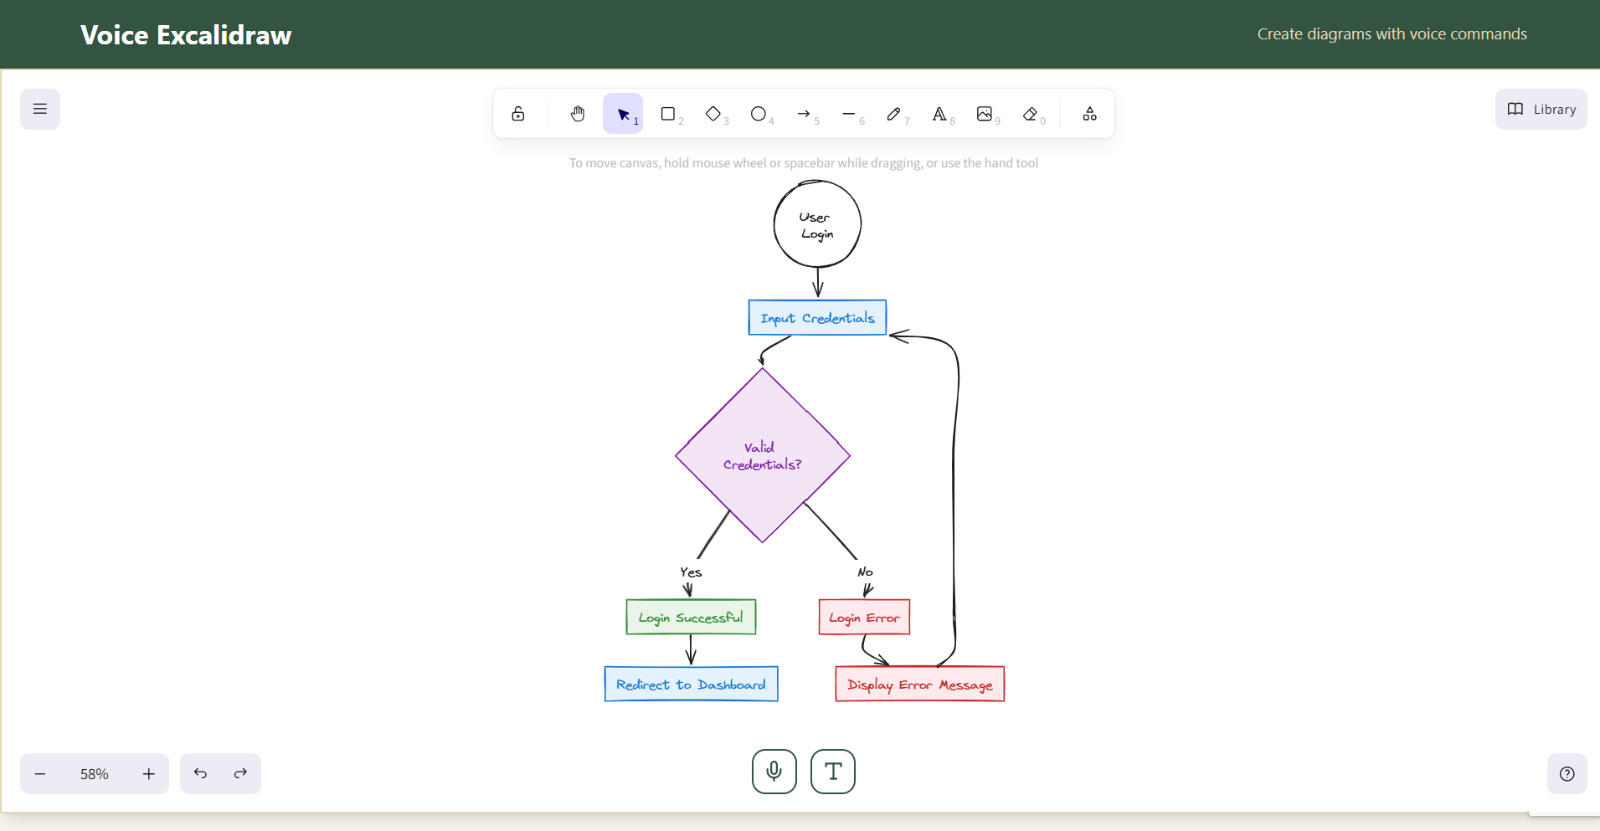 Voice Excalidraw
Create diagrams with voice commands
1
2
3
4
5
6
7
8
9
0
Library
To move canvas, hold mouse wheel or spacebar while dragging, or use the hand tool
User
Login
Input Credentials
Valid
Credentials?
Yes
No
Login Successful
Login Error
Redirect to Dashboard
Display Error Message
58%